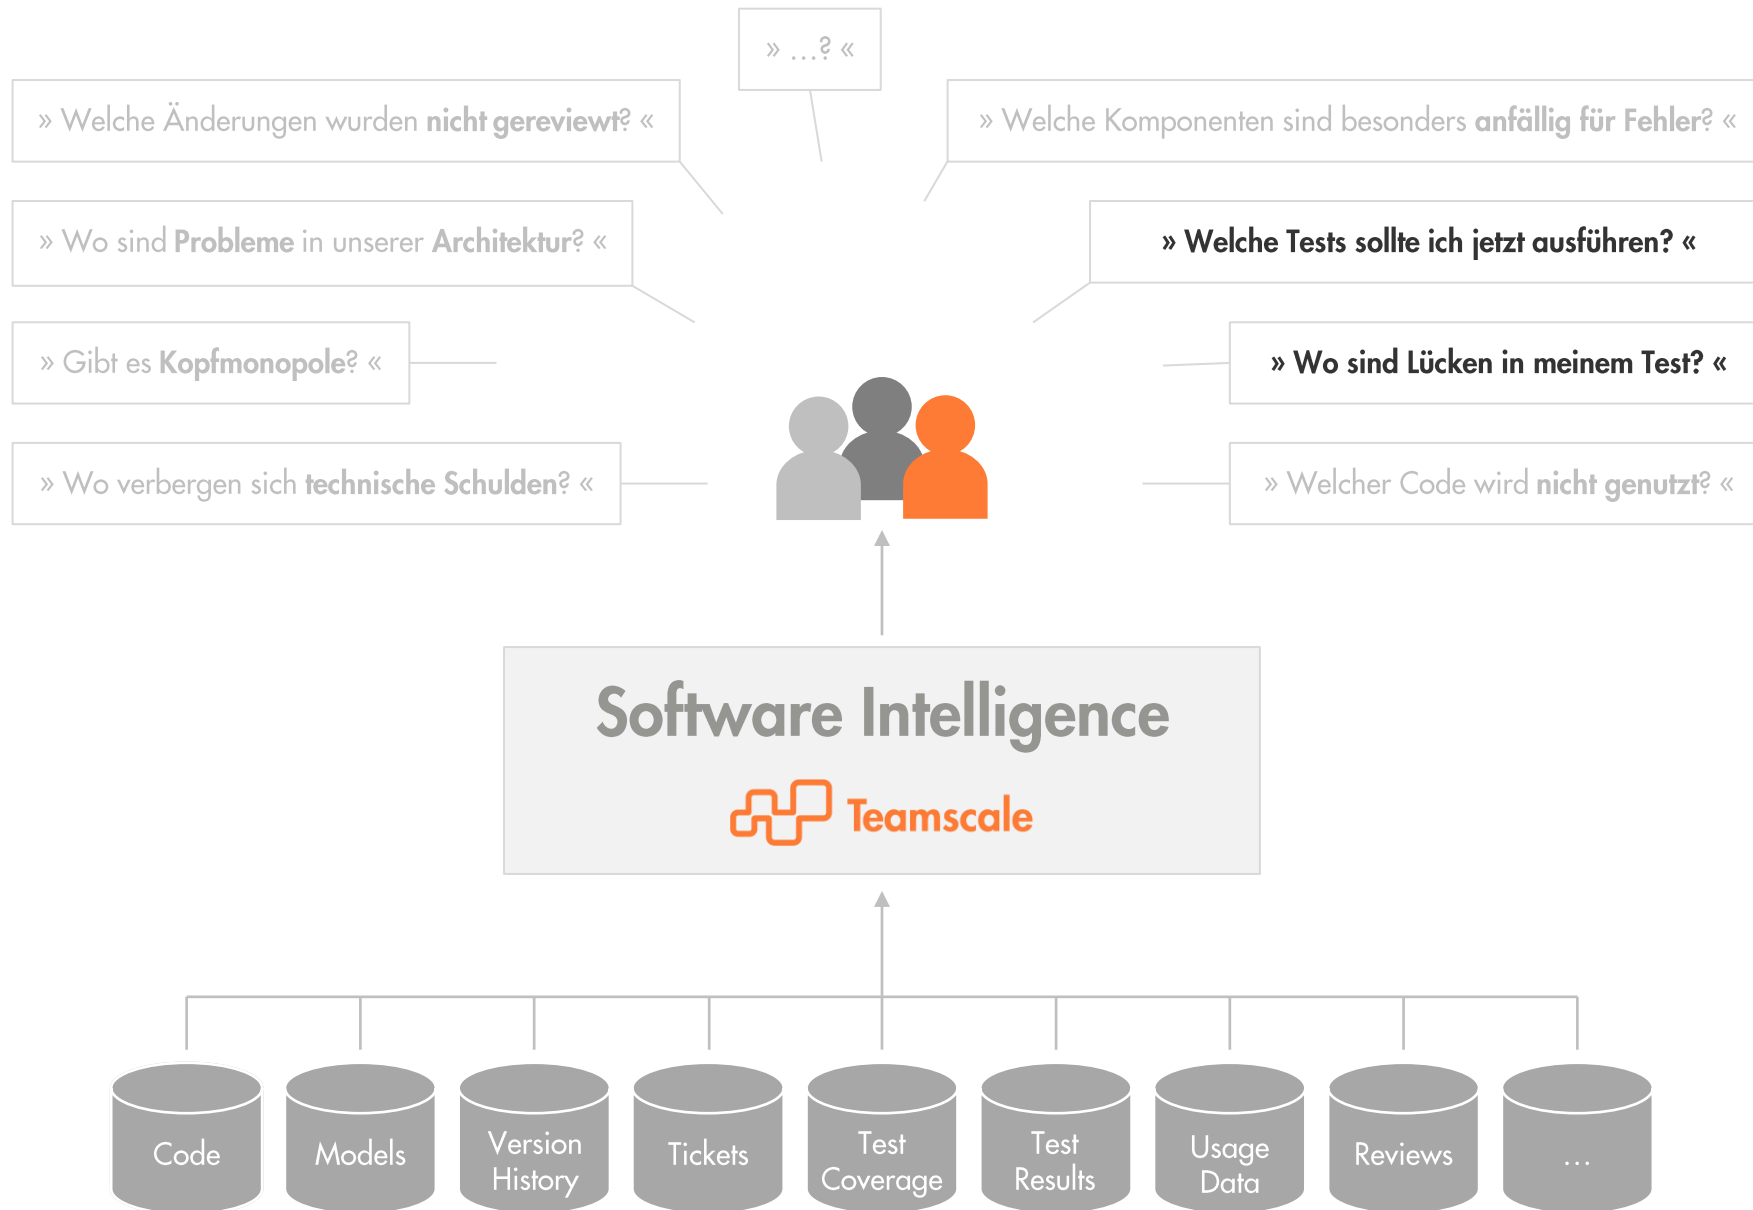 » ...? «
» Welche Änderungen wurden nicht gereviewt? «
» Welche Komponenten sind besonders anfällig für Fehler? «
» Wo sind Probleme in unserer Architektur? «
» Welche Tests sollte ich jetzt ausführen? «
» Gibt es Kopfmonopole? «
» Wo sind Lücken in meinem Test? «
» Wo verbergen sich technische Schulden? «
» Welcher Code wird nicht genutzt? «
Software Intelligence
Teamscale
Code
Models
Version
History
Tickets
Test
Coverage
Test
Results
Usage
Data
Reviews
...